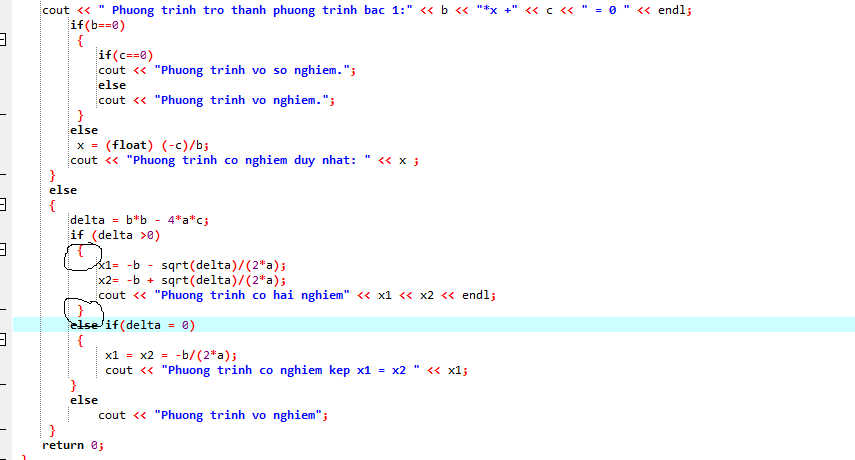 cout << " Phuong trinh tro thanh phuong trinh bac 1:" << b << "*x +" << c << " = 0 " << endl;
if(b==0)
{
if(c==0)
cout << "Phuong trinh vo so nghiem.";
else
cout << "Phuong trinh vo nghiem.";
}
else
x = (float) (-c)/b;
cout << "Phuong trinh co nghiem duy nhat: " << x ;
}
else
{
delta = b*b - 4*a*c;
if (delta >0)
{
x1= -b - sqrt(delta)/(2*a);
x2= -b + sqrt(delta)/(2*a);
cout << "Phuong trinh co hai nghiem" << x1 << x2 << endl;
}
else if(delta = 0)
{
x1 = x2 = -b/(2*a);
cout << "Phuong trinh co nghiem kep x1 = x2 " << x1;
}
else
cout << "Phuong trinh vo nghiem";
}
return 0;
}